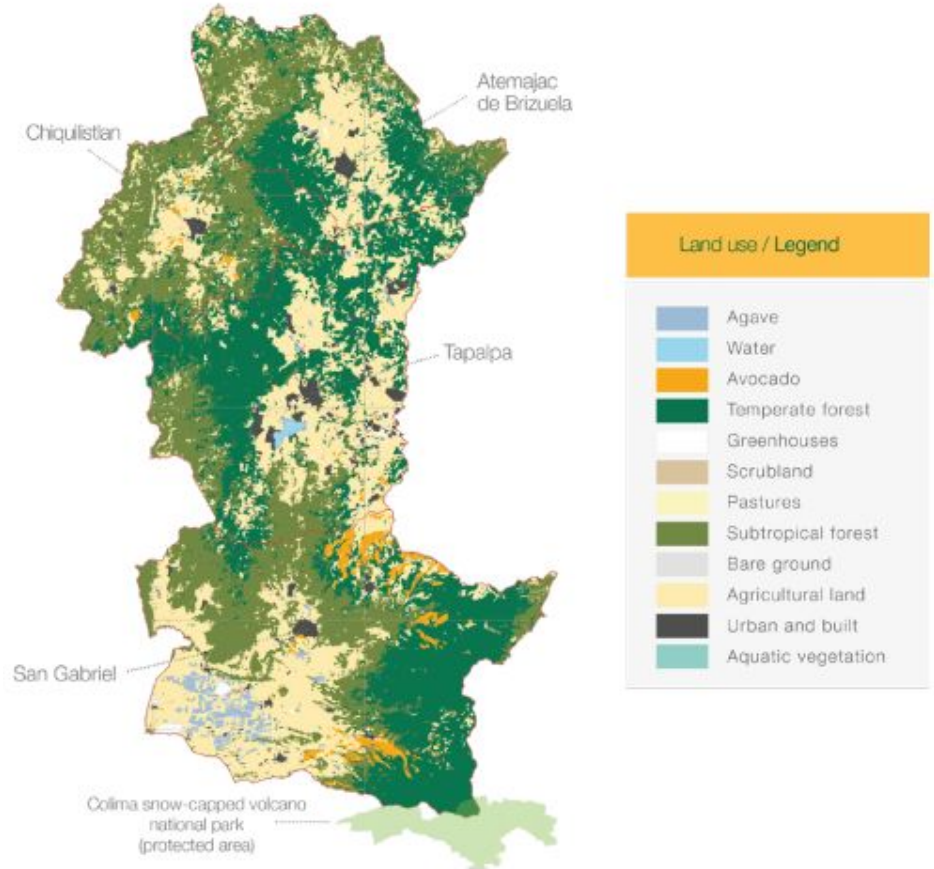 Atemajac
de Brizuela
Chiquilistlan
Tapalpa
San Gabriel
Colima snow-capped volcano
national park
(protected area)
Land use / Legend
Agave
Water
Avocado
Temperate forest
Greenhouses
Scrubland
Pastures
Subtropical forest
Bare ground
Agricultural land
Urban and built
Aquatic vegetation